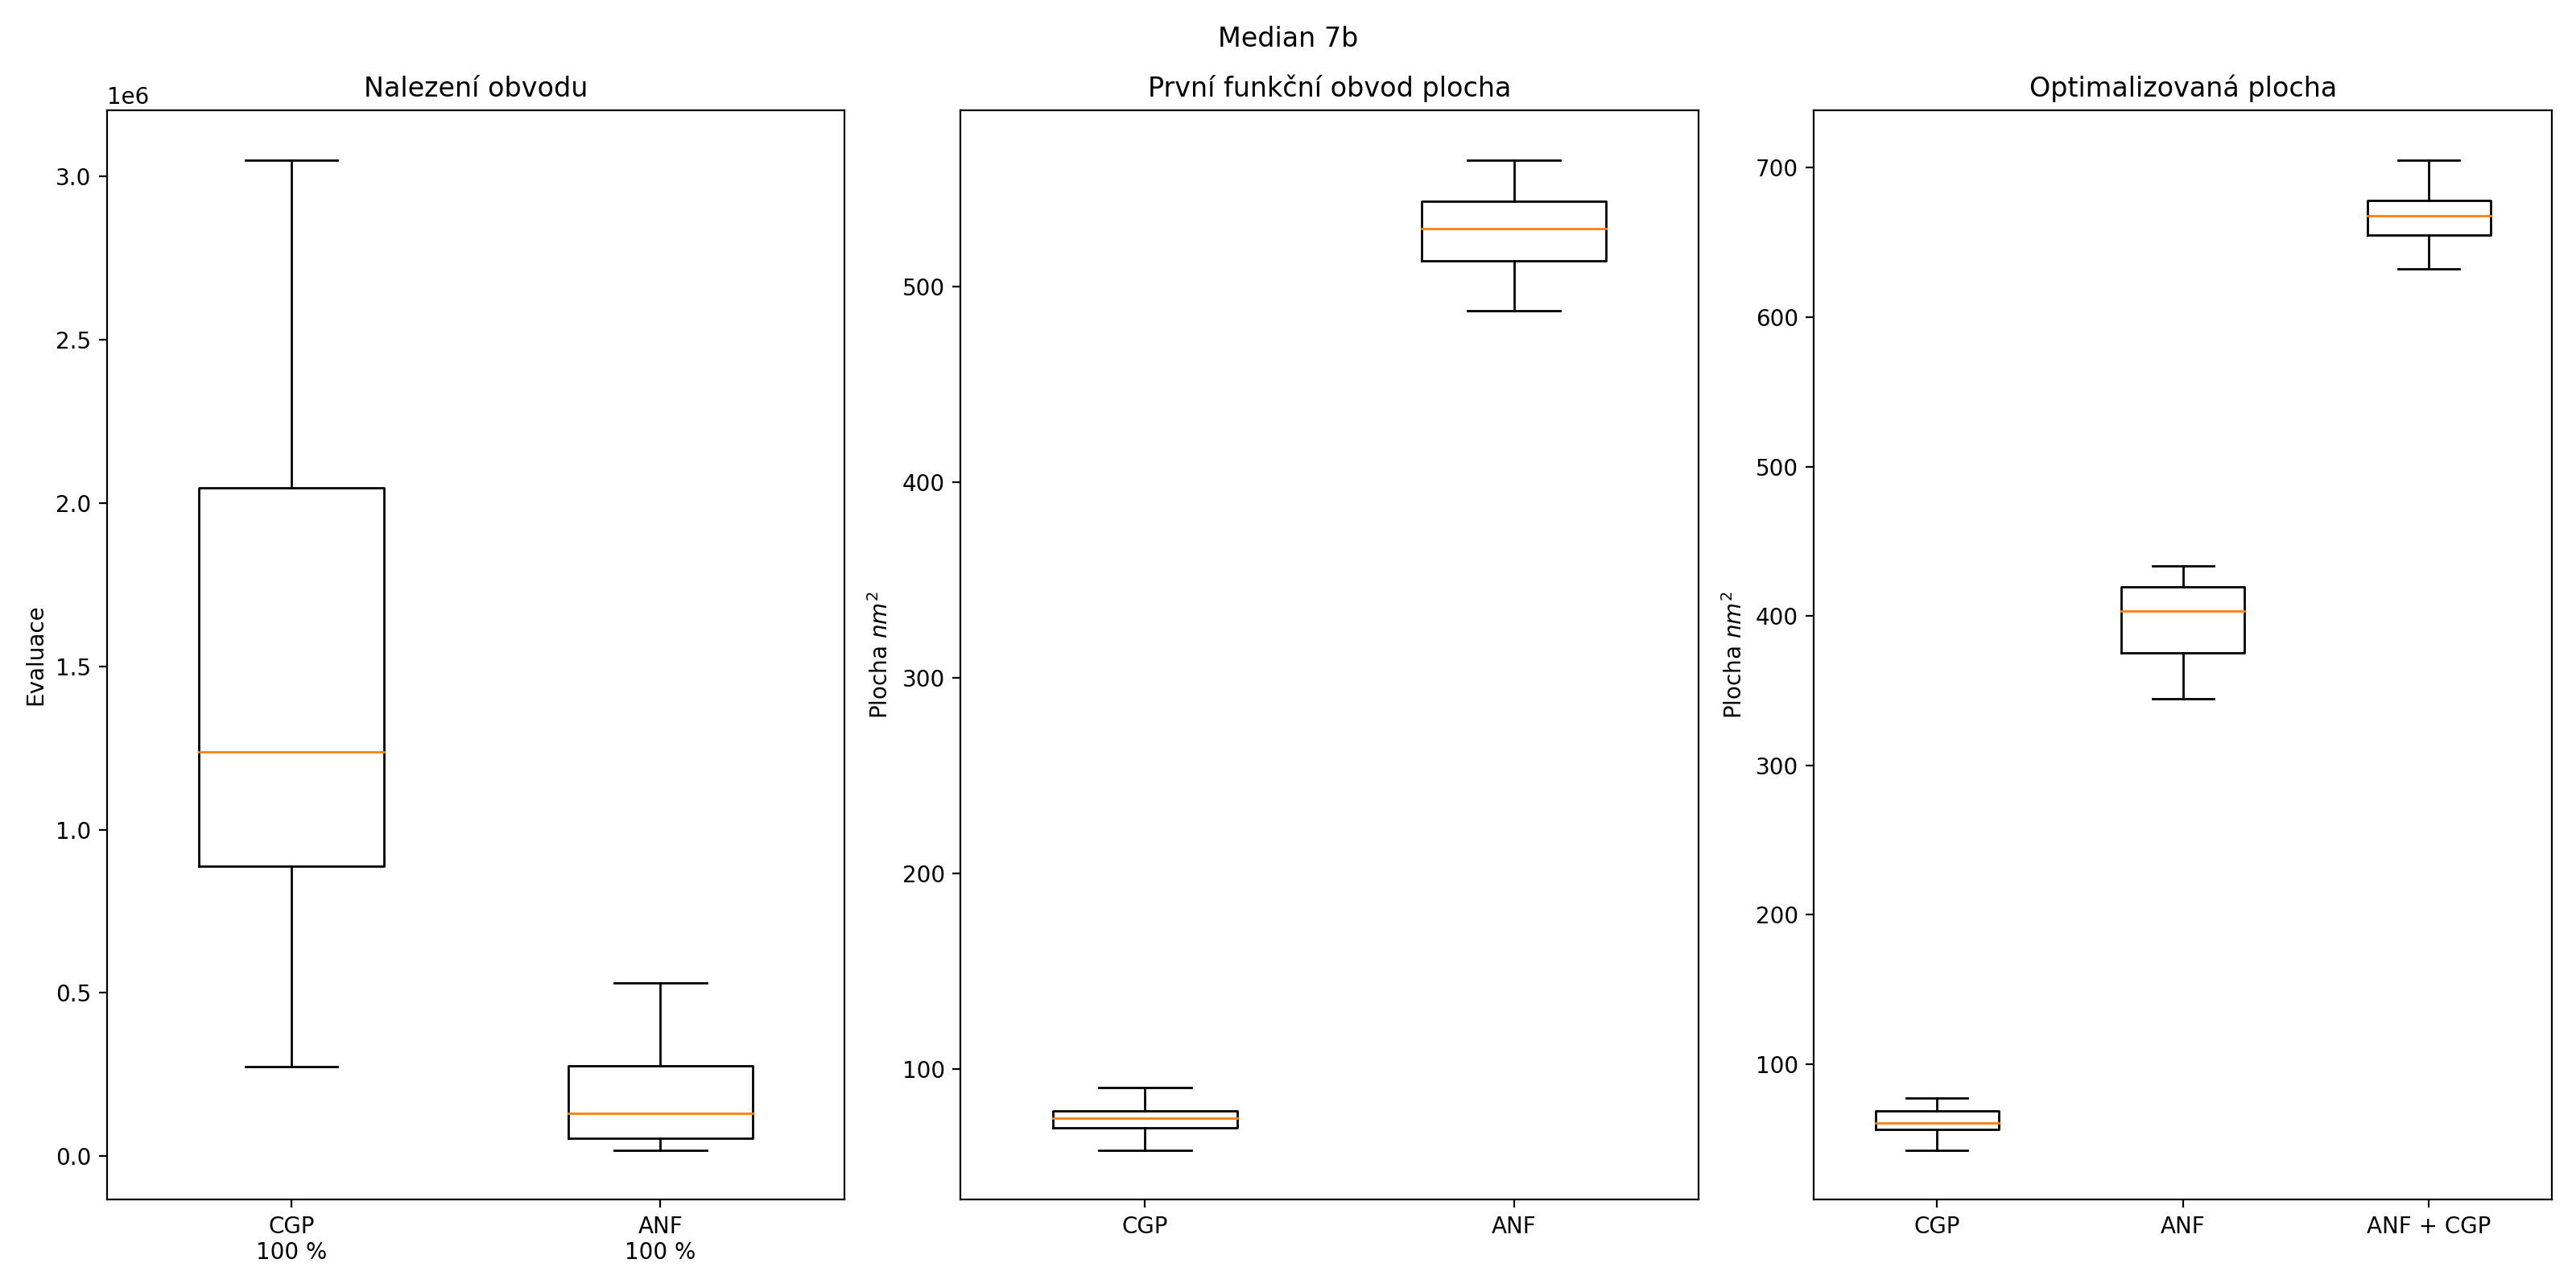 Median 7b
Nalezení obvodu
1e6
3.0
2.5
2.0
1.5
1.0
0.5
0.0
Evaluace
CGP
100 %
ANF
100 %
První funkční obvod plocha
500
400
300
200
100
Plocha nm²
CGP
ANF
Optimalizovaná plocha
700
600
500
400
300
200
100
Plocha nm²
CGP
ANF
ANF + CGP